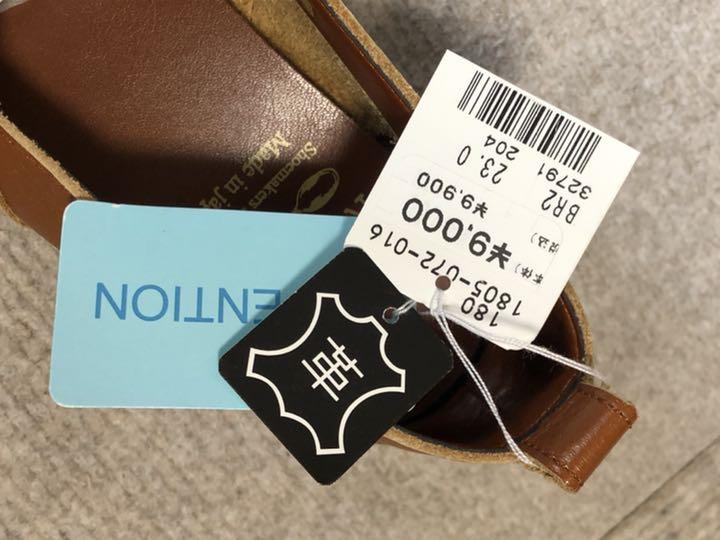 180
1805-072-016
本体) ¥9,000
(税込) ¥9,900
BR2 23.0
32791 204
革
ENTION
Shoemakers
Made in jap